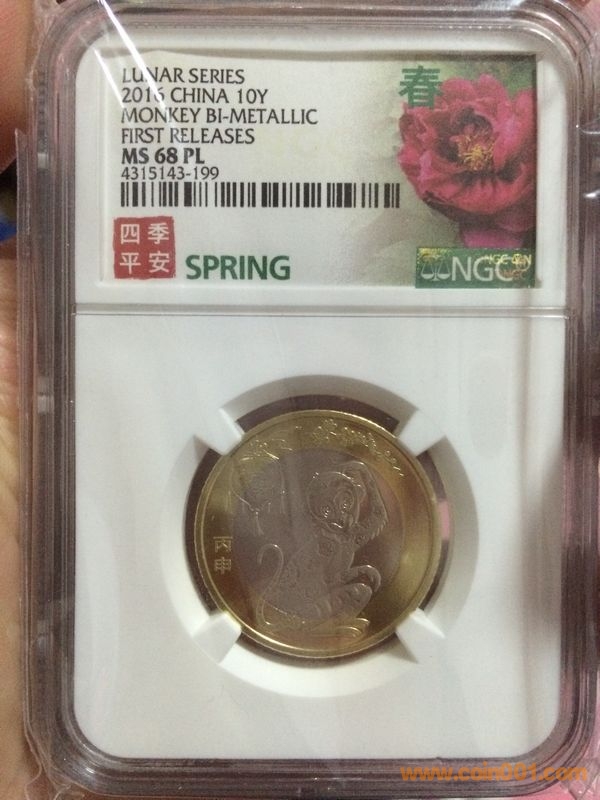 LUNAR SERIES
2016 CHINA 10Y
MONKEY BI-METALLIC
FIRST RELEASES
MS 68 PL
4315143-199
春
四季
平安
SPRING
NGC
丙申
www.coin001.com